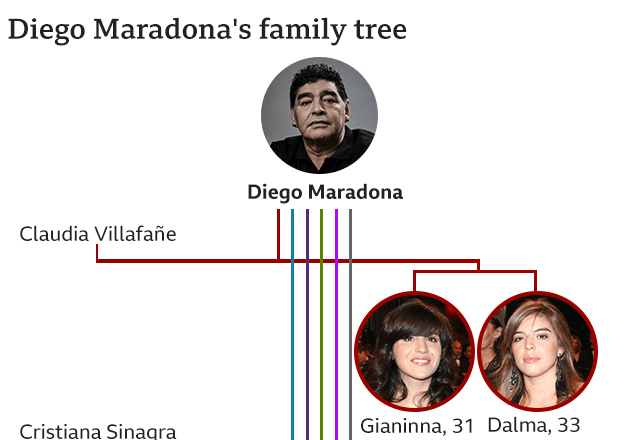 Diego Maradona's family tree
Diego Maradona
Claudia Villafañe
Gianinna, 31
Dalma, 33
Cristiana Sinagra